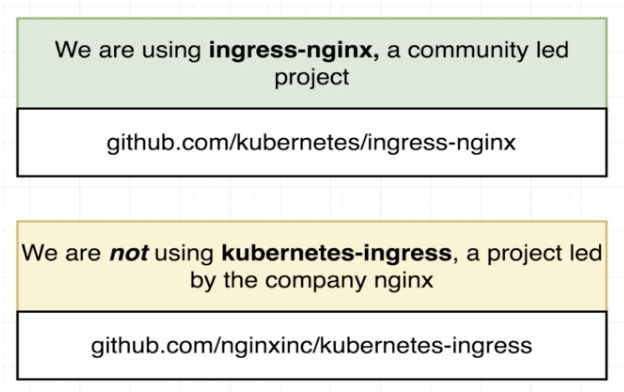 We are using ingress-nginx, a community led
project
github.com/kubernetes/ingress-nginx
We are not using kubernetes-ingress, a project led
by the company nginx
github.com/nginxinc/kubernetes-ingress